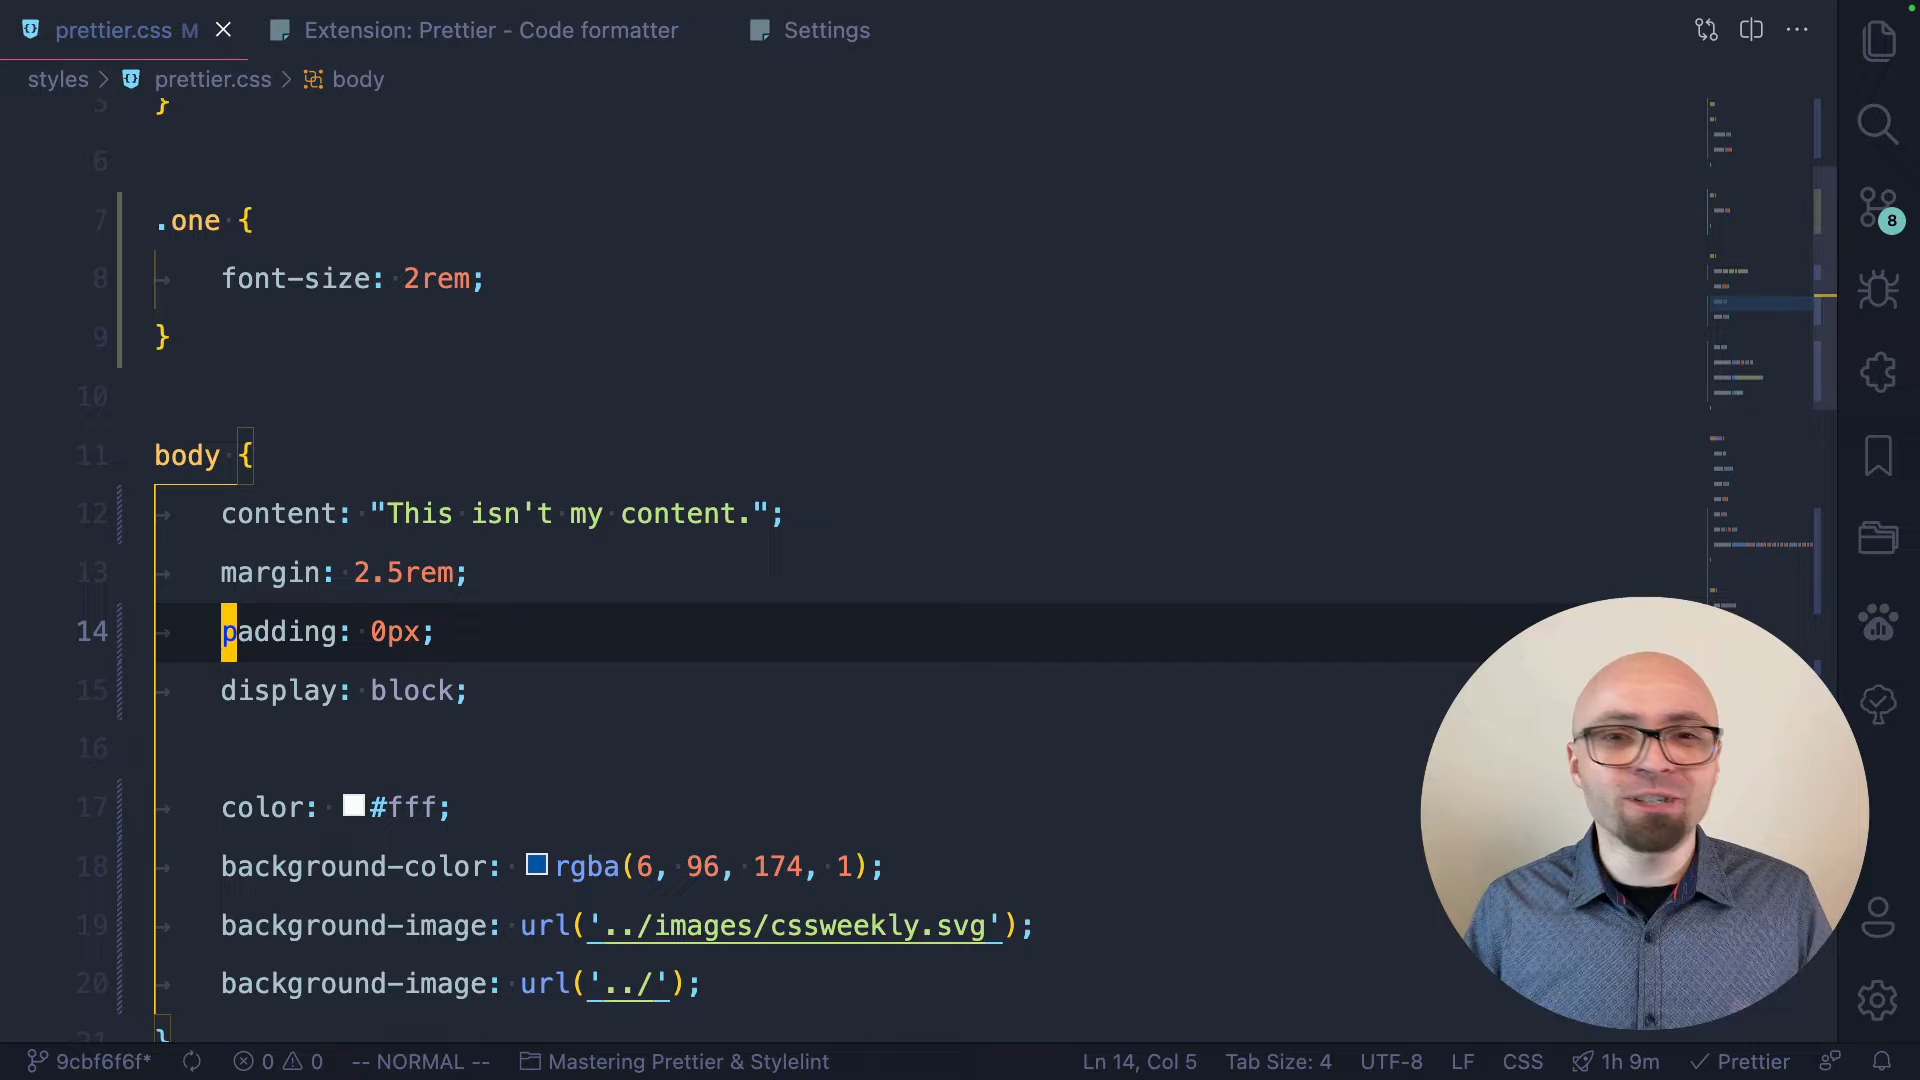 prettier.css M
Extension: Prettier - Code formatter
Settings
styles > prettier.css > body
5 }
6
7 .one {
8 font-size: 2rem;
9 }
10
11 body {
12 content: "This isn't my content.";
13 margin: 2.5rem;
14 padding: 0px;
15 display: block;
16
17 color: #fff;
18 background-color: rgba(6, 96, 174, 1);
19 background-image: url('../images/cssweekly.svg');
20 background-image: url('../');
21 }
8
9cbf6f6f* 0 0 -- NORMAL -- Mastering Prettier & Stylelint Ln 14, Col 5 Tab Size: 4 UTF-8 LF CSS 1h 9m Prettier